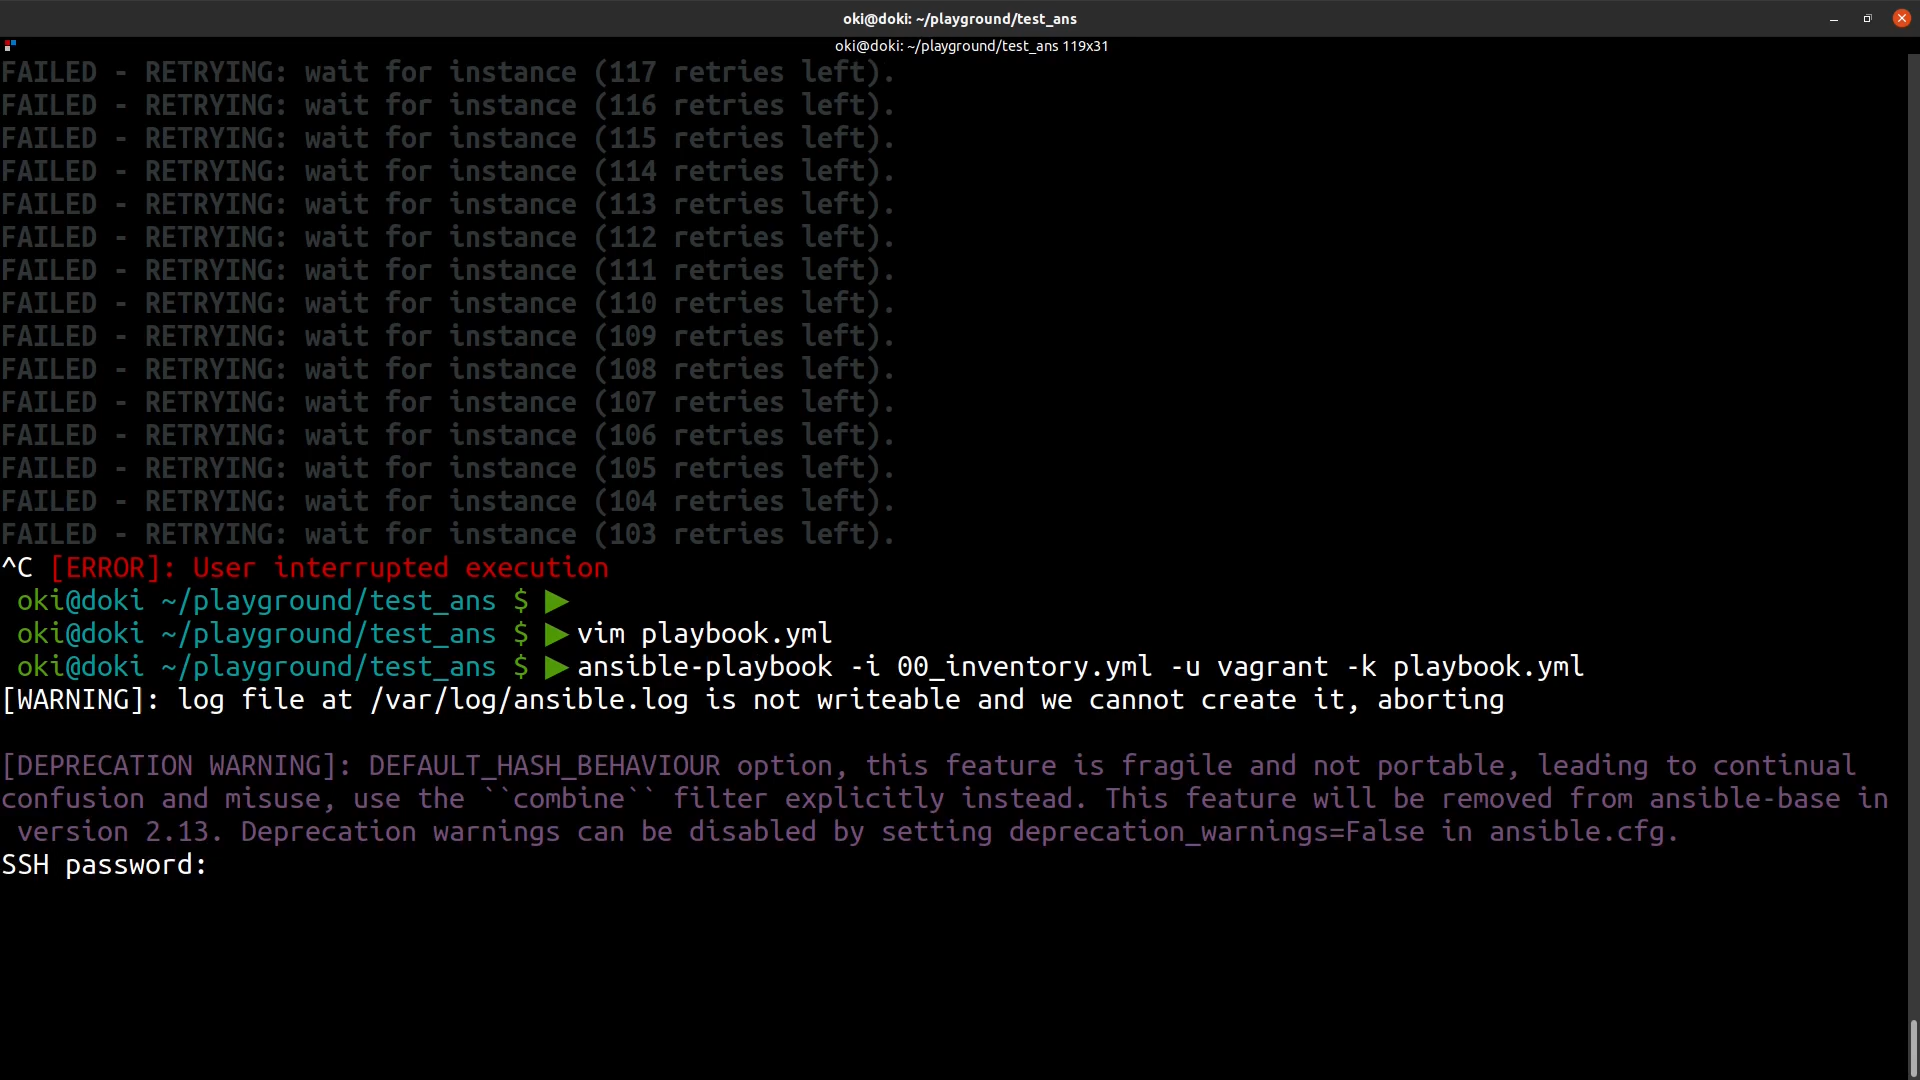 oki@doki: ~/playground/test_ans
oki@doki: ~/playground/test_ans 119x31
FAILED - RETRYING: wait for instance (117 retries left).
FAILED - RETRYING: wait for instance (116 retries left).
FAILED - RETRYING: wait for instance (115 retries left).
FAILED - RETRYING: wait for instance (114 retries left).
FAILED - RETRYING: wait for instance (113 retries left).
FAILED - RETRYING: wait for instance (112 retries left).
FAILED - RETRYING: wait for instance (111 retries left).
FAILED - RETRYING: wait for instance (110 retries left).
FAILED - RETRYING: wait for instance (109 retries left).
FAILED - RETRYING: wait for instance (108 retries left).
FAILED - RETRYING: wait for instance (107 retries left).
FAILED - RETRYING: wait for instance (106 retries left).
FAILED - RETRYING: wait for instance (105 retries left).
FAILED - RETRYING: wait for instance (104 retries left).
FAILED - RETRYING: wait for instance (103 retries left).
^C [ERROR]: User interrupted execution
oki@doki ~/playground/test_ans $ ▶
oki@doki ~/playground/test_ans $ ▶ vim playbook.yml
oki@doki ~/playground/test_ans $ ▶ ansible-playbook -i 00_inventory.yml -u vagrant -k playbook.yml
[WARNING]: log file at /var/log/ansible.log is not writeable and we cannot create it, aborting
[DEPRECATION WARNING]: DEFAULT_HASH_BEHAVIOUR option, this feature is fragile and not portable, leading to continual
confusion and misuse, use the ``combine`` filter explicitly instead. This feature will be removed from ansible-base in
version 2.13. Deprecation warnings can be disabled by setting deprecation_warnings=False in ansible.cfg.
SSH password: